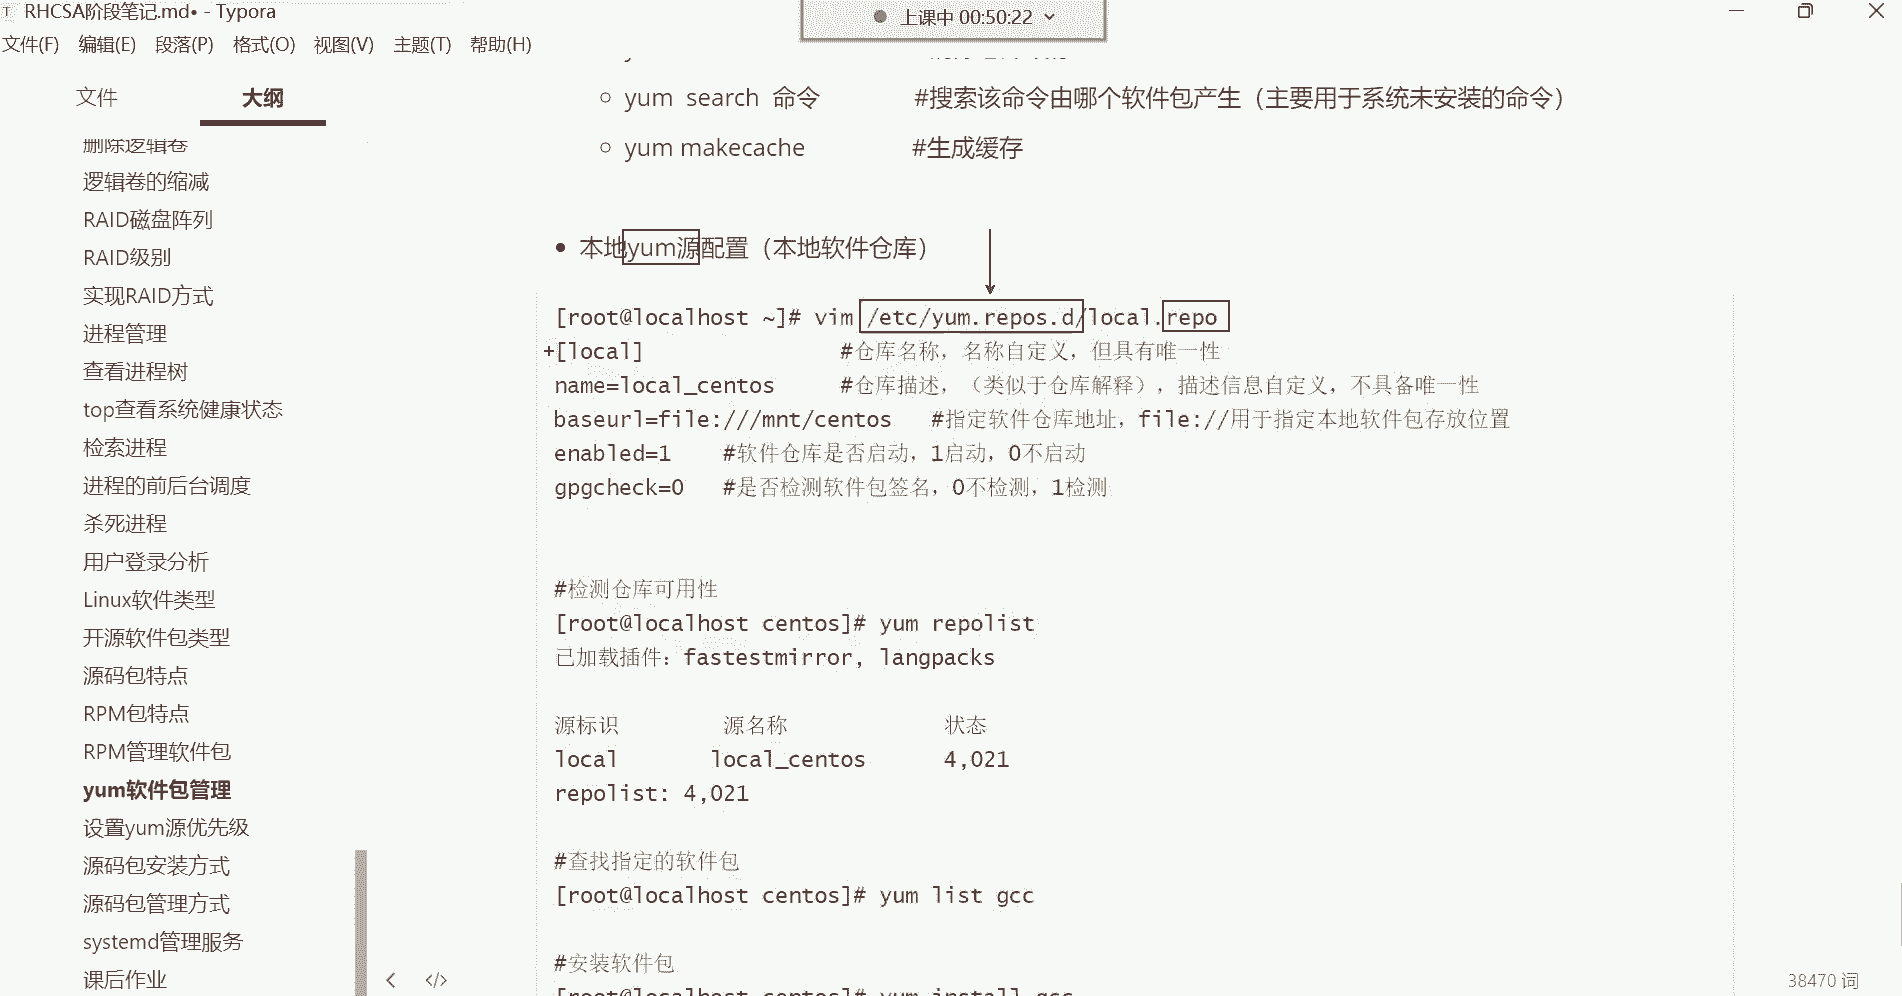 RHCSA阶段笔记.md• - Typora
上课中 00:50:22
文件(F) 编辑(E) 段落(P) 格式(O) 视图(V) 主题(T) 帮助(H)
文件 大纲
删除逻辑卷
逻辑卷的缩减
RAID磁盘阵列
RAID级别
实现RAID方式
进程管理
查看进程树
top查看系统健康状态
检索进程
进程的前后台调度
杀死进程
用户登录分析
Linux软件类型
开源软件包类型
源码包特点
RPM包特点
RPM管理软件包
yum软件包管理
设置yum源优先级
源码包安装方式
源码包管理方式
systemd管理服务
课后作业
yum search 命令 #搜索该命令由哪个软件包产生（主要用于系统未安装的命令）
yum makecache #生成缓存
本地yum源配置（本地软件仓库）
[root@localhost ~]# vim /etc/yum.repos.d/local.repo
+[local] #仓库名称，名称自定义，但具有唯一性
name=local_centos #仓库描述，（类似于仓库解释），描述信息自定义，不具备唯一性
baseurl=file:///mnt/centos #指定软件仓库地址，file://用于指定本地软件包存放位置
enabled=1 #软件仓库是否启动，1启动，0不启动
gpgcheck=0 #是否检测软件包签名，0不检测，1检测
#检测仓库可用性
[root@localhost centos]# yum repolist
已加载插件：fastestmirror, langpacks
源标识 源名称 状态
local local_centos 4,021
repolist: 4,021
#查找指定的软件包
[root@localhost centos]# yum list gcc
#安装软件包
[root@localhost centos]# yum install gcc
38470 词